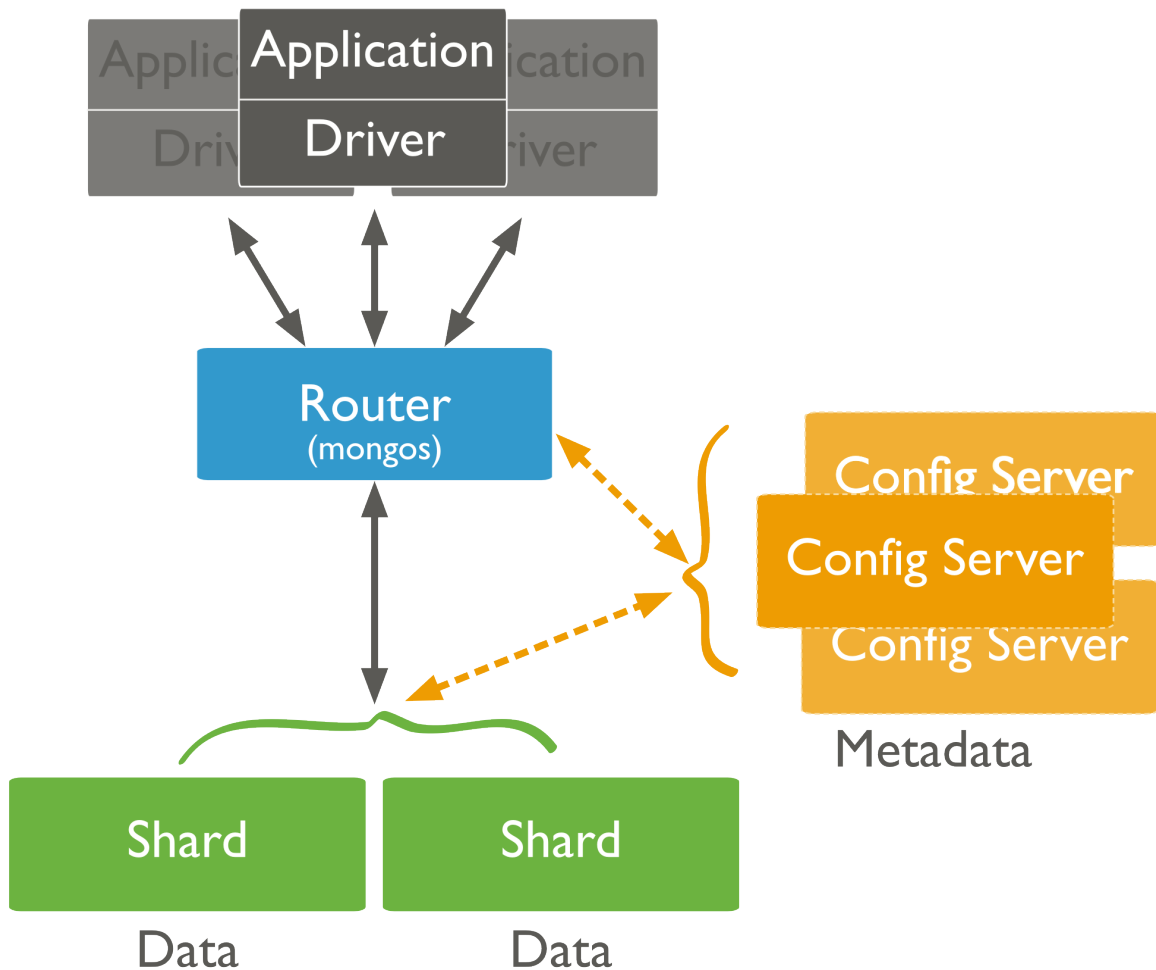 Application
Driver
Router
(mongos)
Config Server
Config Server
Config Server
Metadata
Shard
Shard
Data
Data